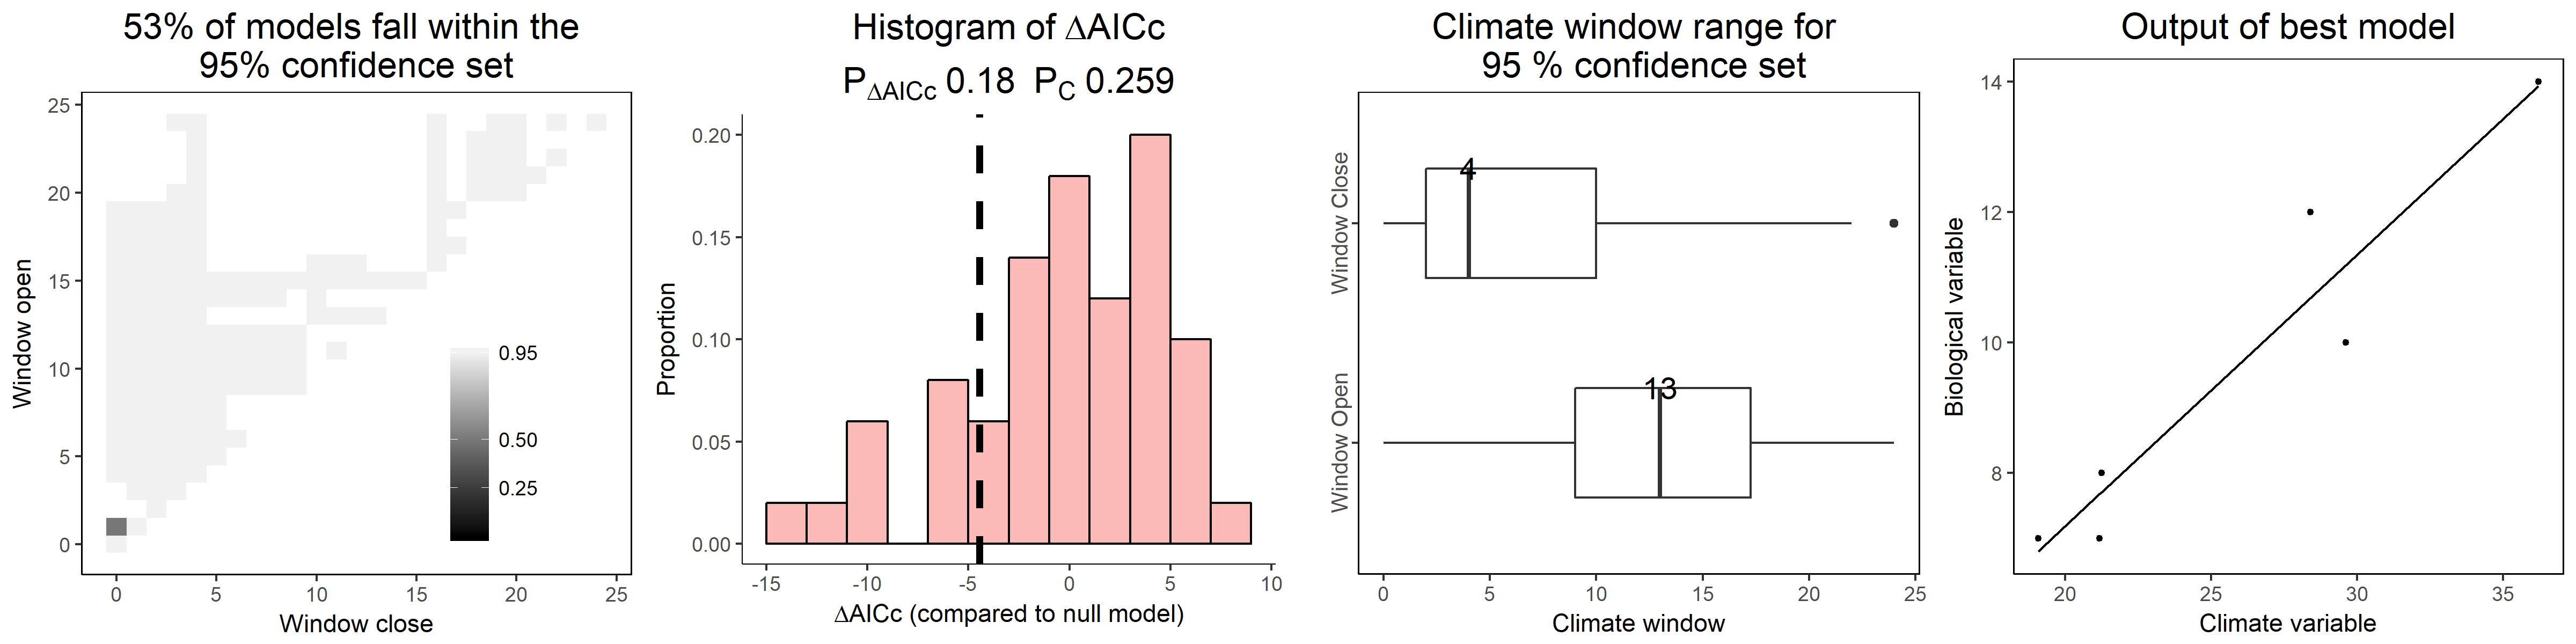 53% of models fall within the
95% confidence set
25
20
15
10
5
0
Window open
0.95
0.50
0.25
0
5
10
15
20
25
Window close
Histogram of ΔAICc
PΔAICc 0.18 PC 0.259
0.20
0.15
0.10
0.05
0.00
Proportion
-15
-10
-5
0
5
10
ΔAICc (compared to null model)
Climate window range for
95 % confidence set
Window Close
4
Window Open
13
0
5
10
15
20
25
Climate window
Output of best model
14
12
10
8
Biological variable
20
25
30
35
Climate variable